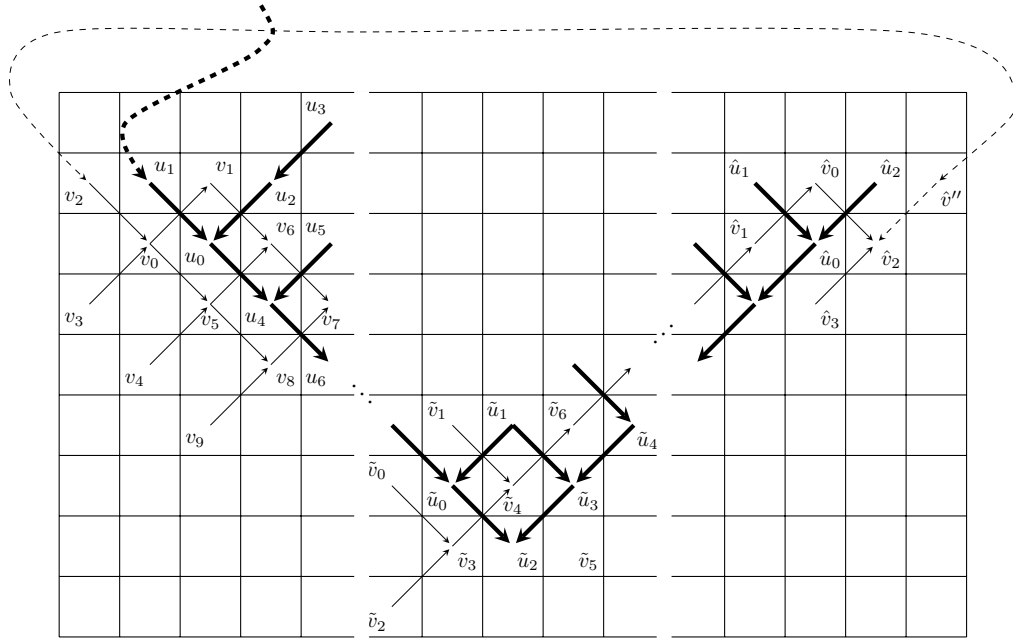 u₃
u₁ v₁ û₁ v̂₀ û₂
v₂ u₂ v̂′′
v₆ u₅ v̂₁
v₀ u₀ û₀ v̂₂
v₃ v₅ u₄ v₇ v̂₃
v₄ v₈ u₆
ṽ₁ ũ₁ ṽ₆
v₉ ũ₄
ṽ₀
ũ₀ ṽ₄ ũ₃
ṽ₃ ũ₂ ṽ₅
ṽ₂